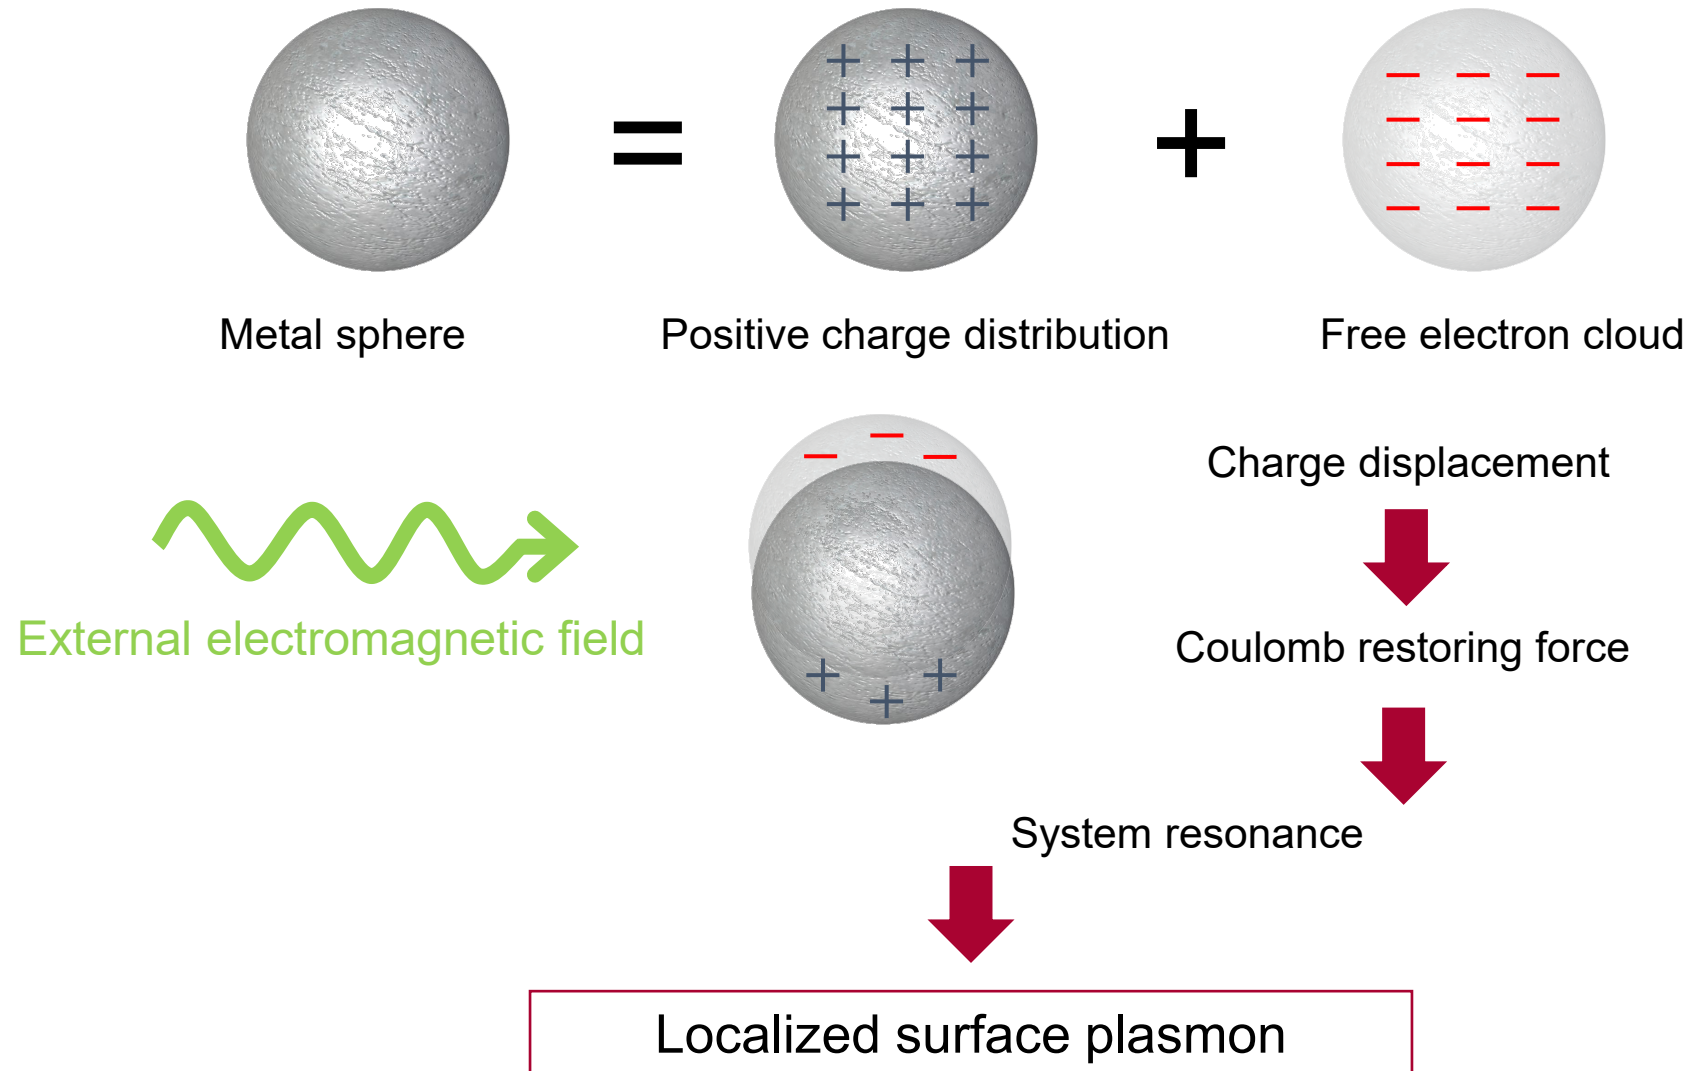 Metal sphere
Positive charge distribution
Free electron cloud
Charge displacement
External electromagnetic field
Coulomb restoring force
System resonance
Localized surface plasmon